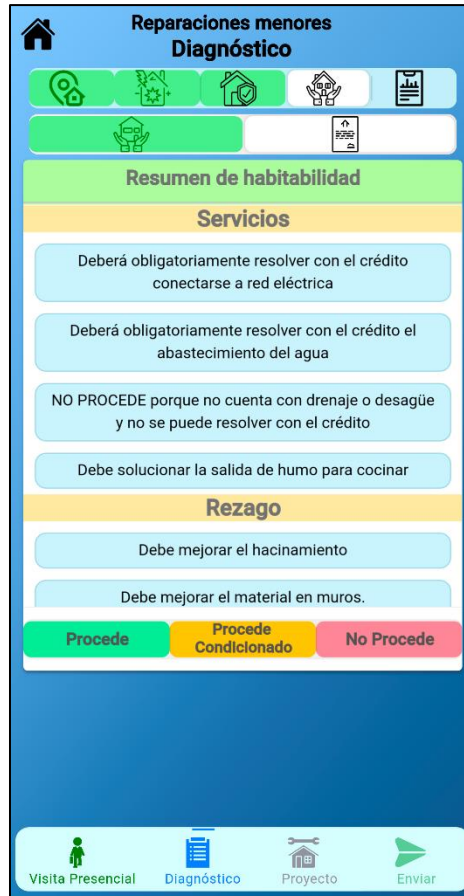 Reparaciones menores
Diagnóstico
Resumen de habitabilidad
Servicios
Deberá obligatoriamente resolver con el crédito
conectarse a red eléctrica
Deberá obligatoriamente resolver con el crédito el
abastecimiento del agua
NO PROCEDE porque no cuenta con drenaje o desagüe
y no se puede resolver con el crédito
Debe solucionar la salida de humo para cocinar
Rezago
Debe mejorar el hacinamiento
Debe mejorar el material en muros.
Procede
Procede
Condicionado
No Procede
Visita Presencial
Diagnóstico
Proyecto
Enviar